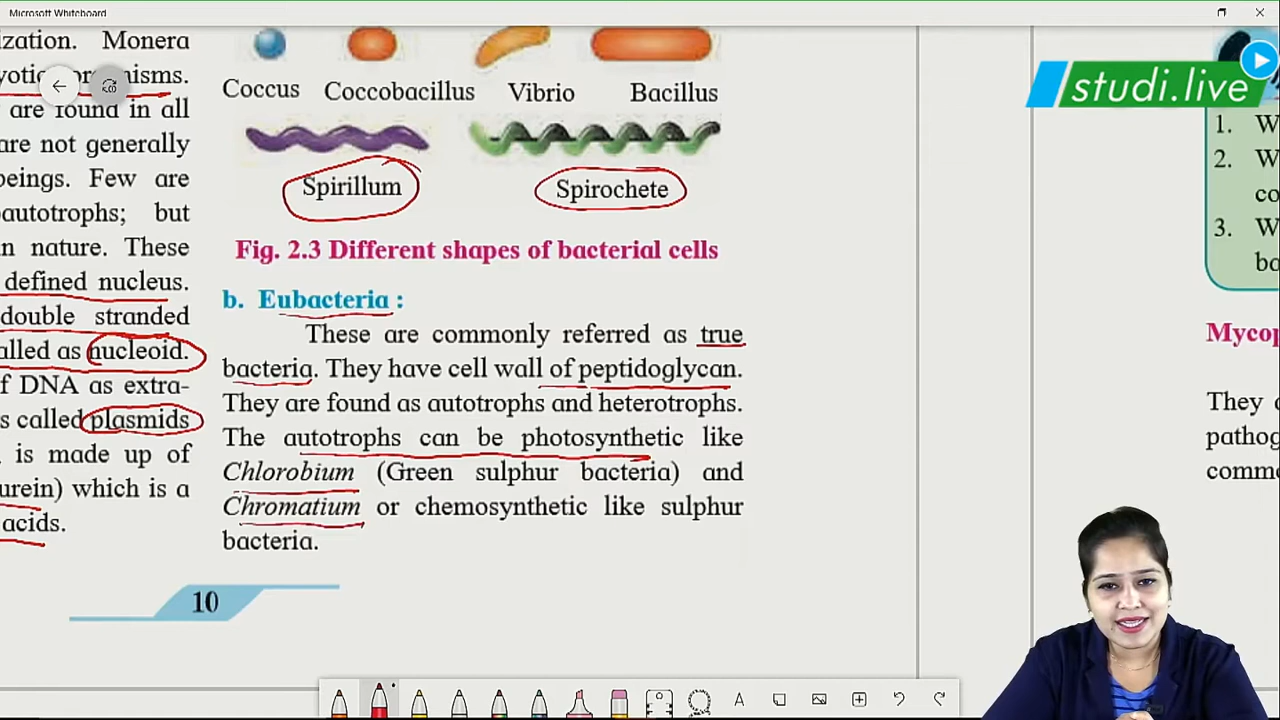 Microsoft Whiteboard
ization. Monera
are found in all
are not generally
beings. Few are
autotrophs; but
n nature. These
defined nucleus.
double stranded
alled as nucleoid.
of DNA as extra-
s called plasmids
is made up of
urein) which is a
acids.
Coccus Coccobacillus Vibrio Bacillus
Spirillum Spirochete
Fig. 2.3 Different shapes of bacterial cells
b. Eubacteria :
These are commonly referred as true
bacteria. They have cell wall of peptidoglycan.
They are found as autotrophs and heterotrophs.
The autotrophs can be photosynthetic like
Chlorobium (Green sulphur bacteria) and
Chromatium or chemosynthetic like sulphur
bacteria.
10
studi.live
1. W
2. W
co
3. W
ba
Mycop
They
pathog
commo